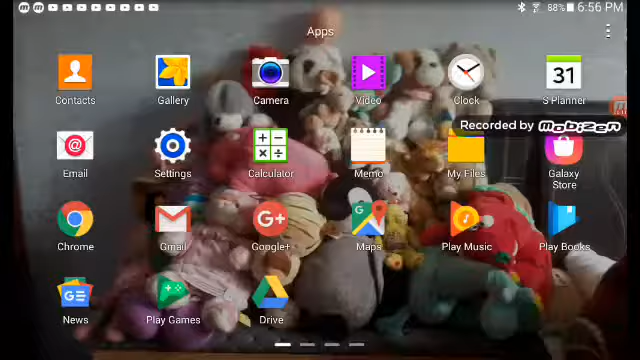 88% 6:56 PM
Apps
Contacts
Gallery
Camera
Video
Clock
31
S Planner
Recorded by mobizen
Email
Settings
Calculator
Memo
My Files
Galaxy
Store
Chrome
Gmail
Google+
Maps
Play Music
Play Books
News
Play Games
Drive